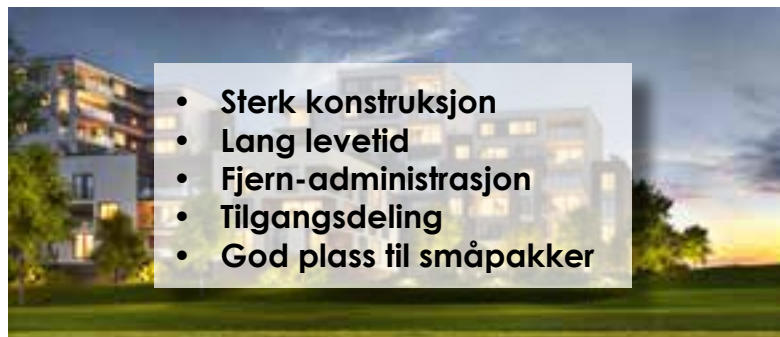 • Sterk konstruksjon
• Lang levetid
• Fjern-administrasjon
• Tilgangsdeling
• God plass til småpakker